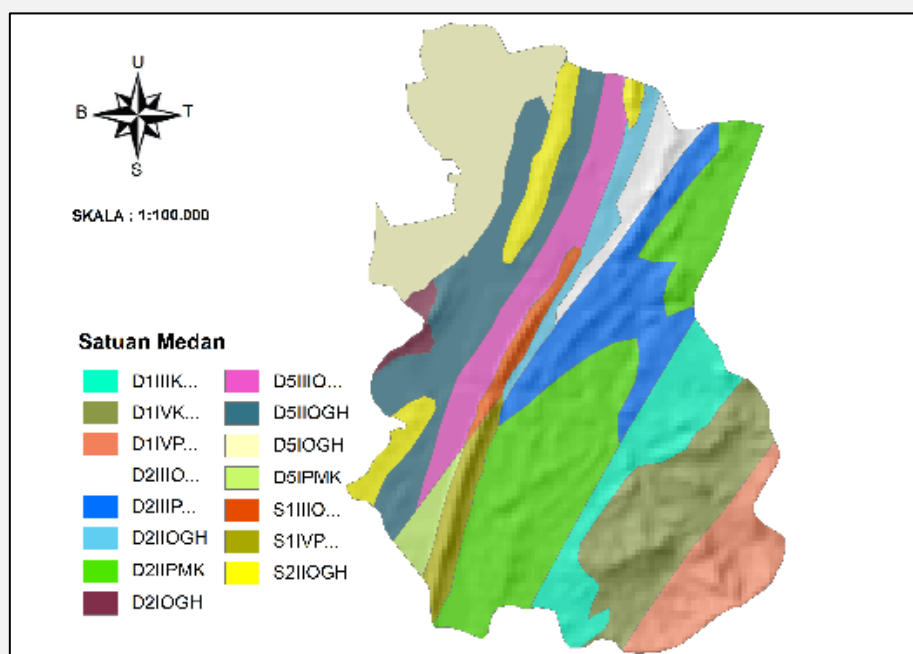 U
B T
S
SKALA : 1:100.000
Satuan Medan
D1IIIK...
D1IVK...
D1IVP...
D2IIIO...
D2IIIP...
D2IIOGH
D2IIPMK
D2IOGH
D5IIIO...
D5IIOGH
D5IOGH
D5IPMK
S1IIIO...
S1IVP...
S2IIOGH